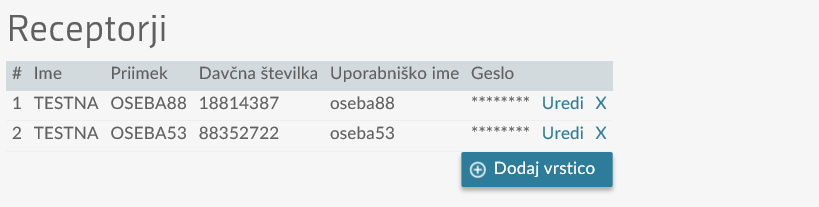 Receptorji
# Ime Priimek Davčna številka Uporabniško ime Geslo
1 TESTNA OSEBA88 18814387 oseba88 ******** Uredi X
2 TESTNA OSEBA53 88352722 oseba53 ******** Uredi X
Dodaj vrstico